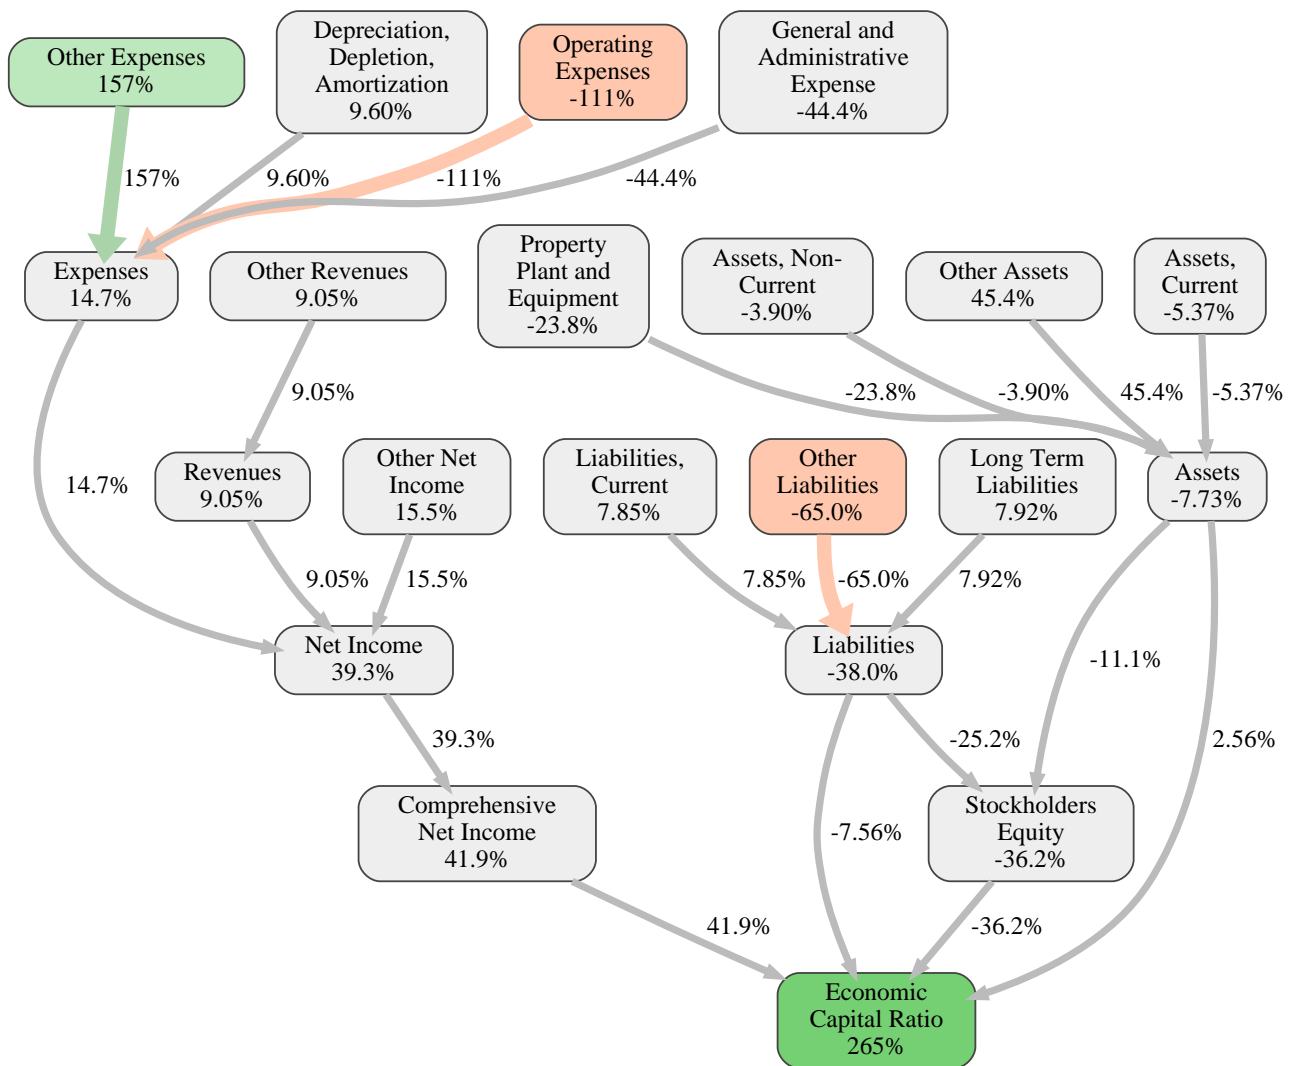 Other Expenses
157%
Depreciation,
Depletion,
Amortization
9.60%
Operating
Expenses
-111%
General and
Administrative
Expense
-44.4%
157%
9.60%
-111%
-44.4%
Expenses
14.7%
Other Revenues
9.05%
Property
Plant and
Equipment
-23.8%
Assets, Non-
Current
-3.90%
Other Assets
45.4%
Assets,
Current
-5.37%
9.05%
-23.8%
-3.90%
45.4%
-5.37%
14.7%
Revenues
9.05%
Other Net
Income
15.5%
Liabilities,
Current
7.85%
Other
Liabilities
-65.0%
Long Term
Liabilities
7.92%
Assets
-7.73%
9.05%
15.5%
7.85%
-65.0%
7.92%
Net Income
39.3%
Liabilities
-38.0%
-11.1%
39.3%
-25.2%
2.56%
Comprehensive
Net Income
41.9%
-7.56%
Stockholders
Equity
-36.2%
41.9%
-36.2%
Economic
Capital Ratio
265%